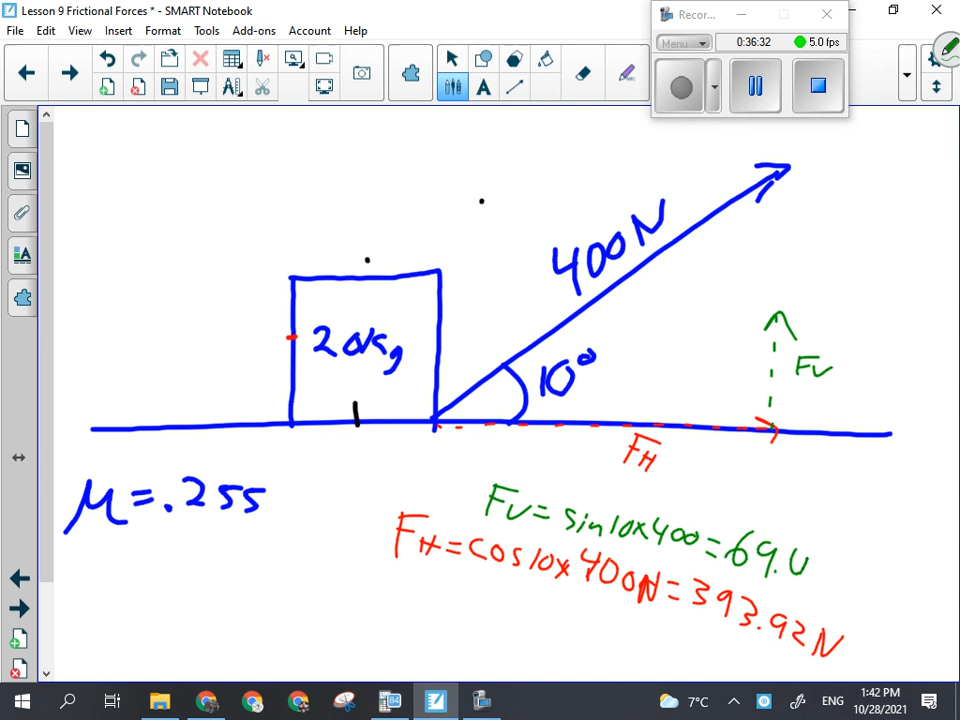 Lesson 9 Frictional Forces * - SMART Notebook
Recor...
File Edit View Insert Format Tools Add-ons Account Help
Menu 0:36:32 5.0 fps
400N
20kg
10°
Fv
FH
μ = .255
Fv = sin10x400 = 69.
FH = cos10x400N = 393.92N
7°C ENG 1:42 PM
10/28/2021